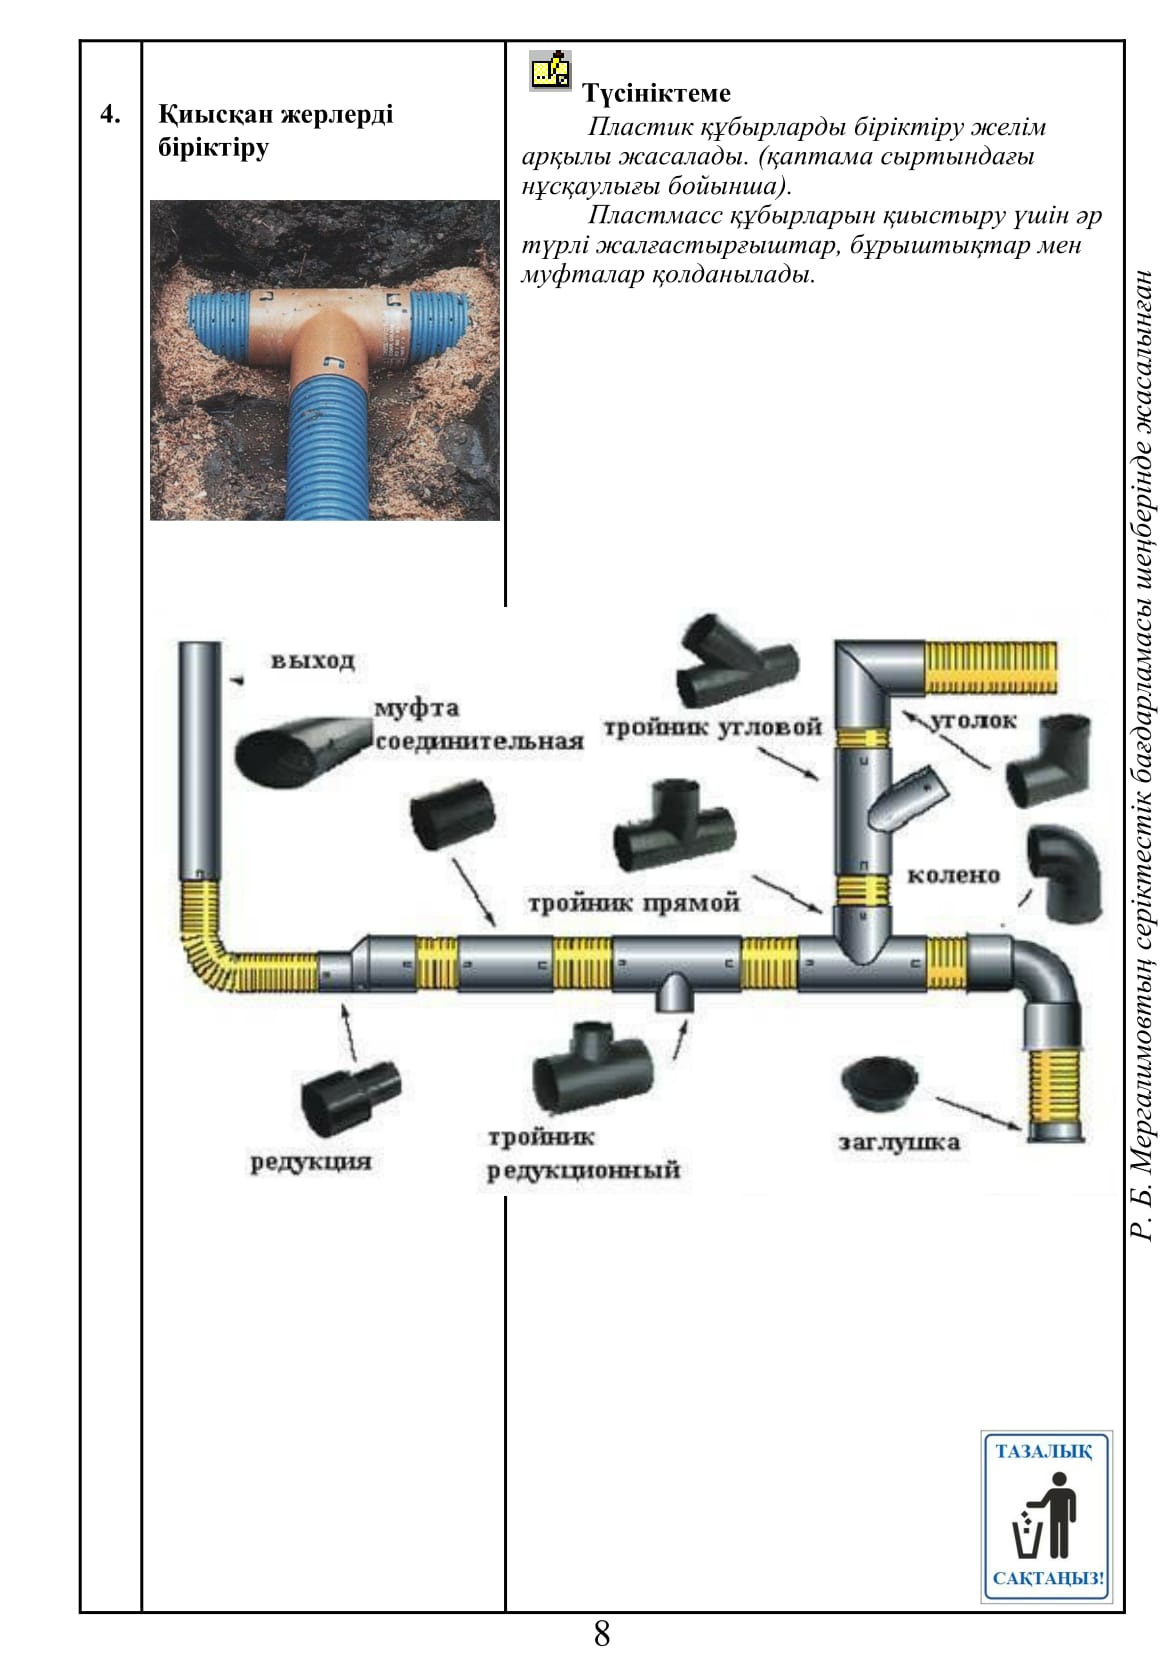 4.
Қиысқан жерлерді
біріктіру
Түсініктеме
Пластик құбырларды біріктіру желім
арқылы жасалады. (қаптама сыртындағы
нұсқаулығы бойынша).
Пластмасс құбырларын қиыстыру үшін әр
түрлі жалғастырғыштар, бұрыштықтар мен
муфталар қолданылады.
выход
муфта
соединительная
тройник угловой
уголок
тройник прямой
колено
редукция
тройник
редукционный
заглушка
ТАЗАЛЫҚ
САҚТАҢЫЗ!
Р. Б. Мергалимовтың серіктестік бағдарламасы шеңберінде жасалынған
8